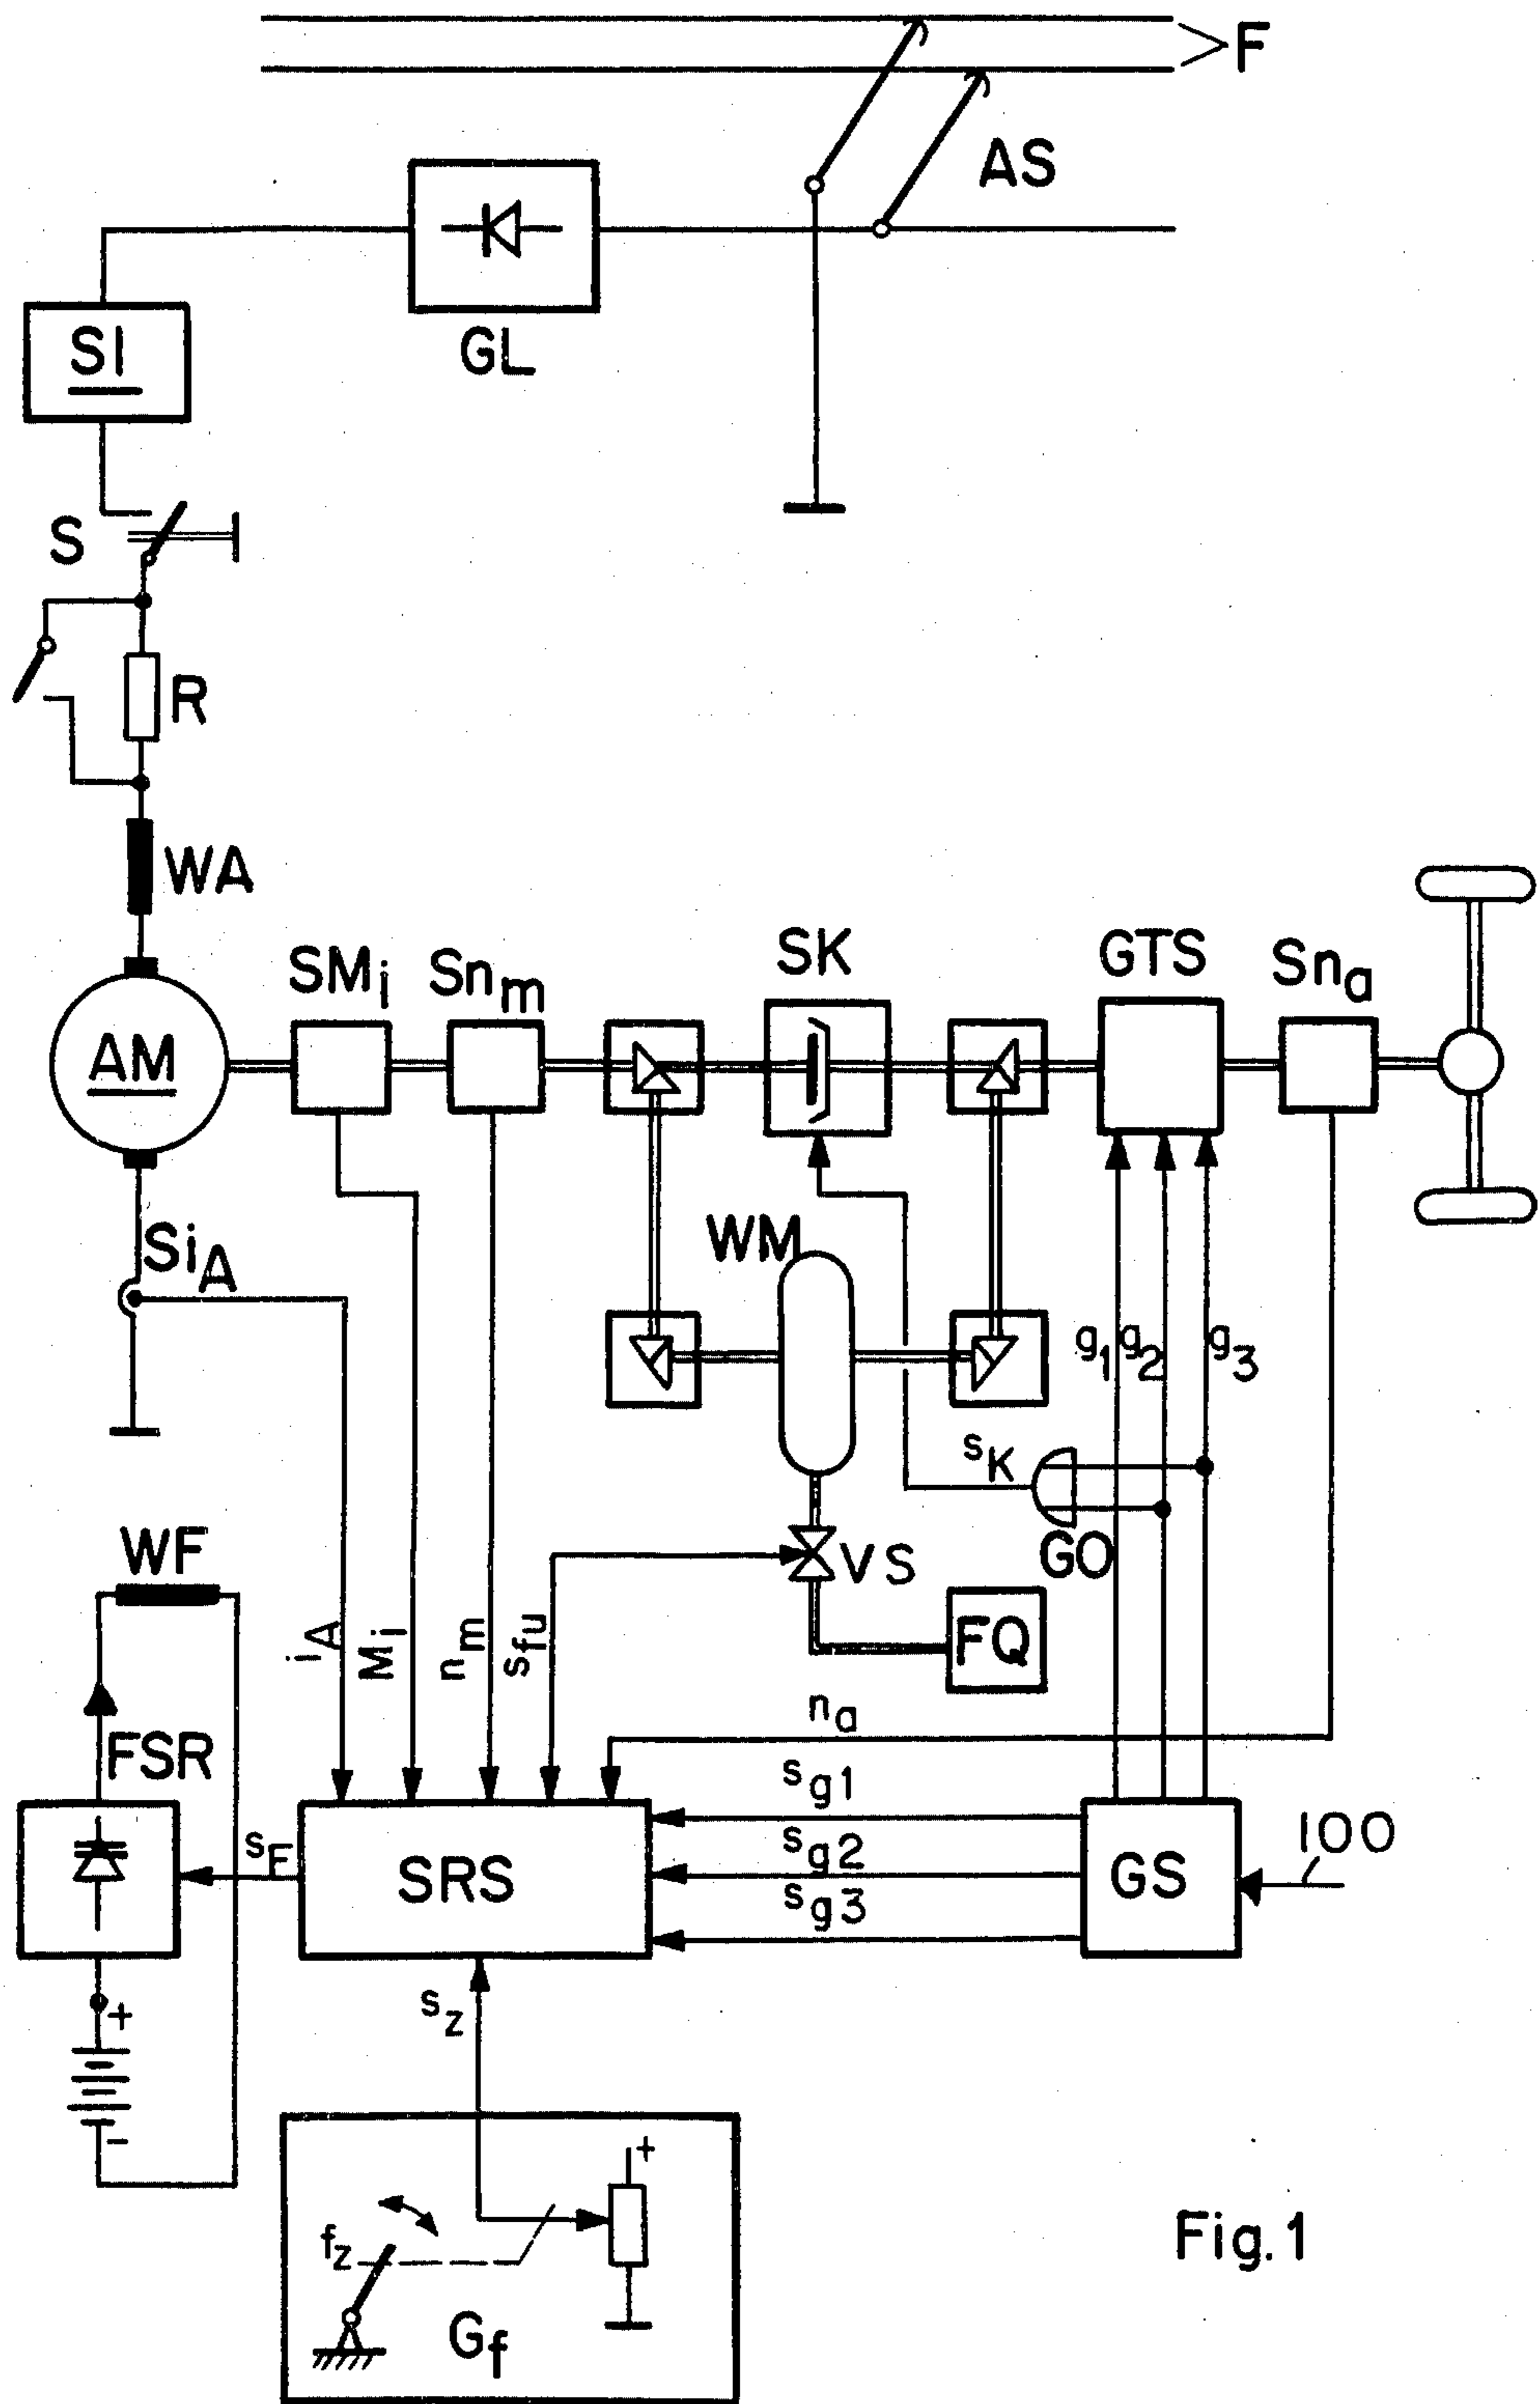 F
AS
GL
SI
S
R
WA
SMi
Snm
SK
GTS
Sna
AM
SiA
WM
g1
g2
g3
sK
GO
VS
WF
FQ
iA
Mi
nm
sfu
na
FSR
sg1
sg2
sg3
sF
SRS
GS
100
sz
+
-
+
fz
Gf
Fig.1